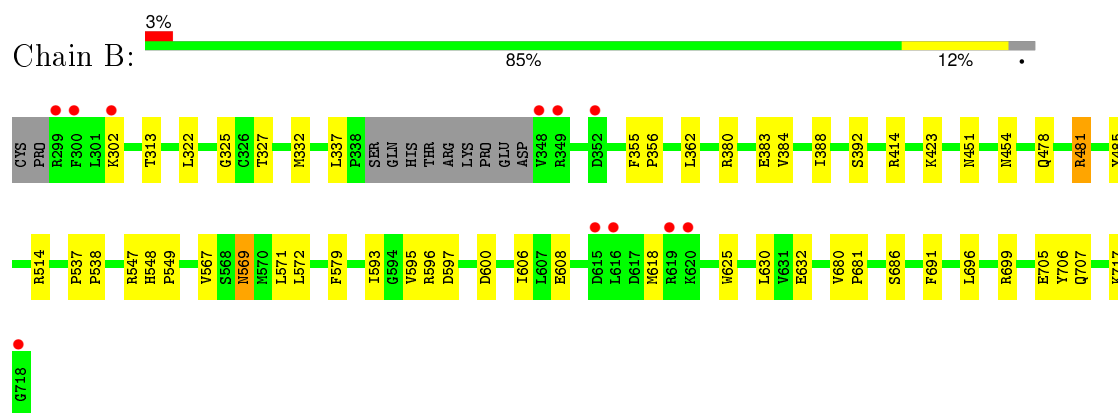 3%
Chain B:
85% 12% .
CYS PRO R299 F300 L301 K302 T313 L322 G325 C326 T327 M332 L337 P338 SER GLN HIS THR ARG LYS PRO GLU ASP V348 R349 D352 F355 P356 L362 R380 E383 V384 I388 S392 R414 K423 N451 N454 Q478 R481 Y485
R514 P537 P538 R547 H548 P549 V567 S568 N569 M570 L571 L572 F579 I593 G594 V595 R596 D597 D600 I606 L607 E608 D615 L616 D617 M618 R619 K620 W625 L630 V631 E632 V680 P681 S686 F691 L696 R699 E705 Y706 Q707 K717
G718